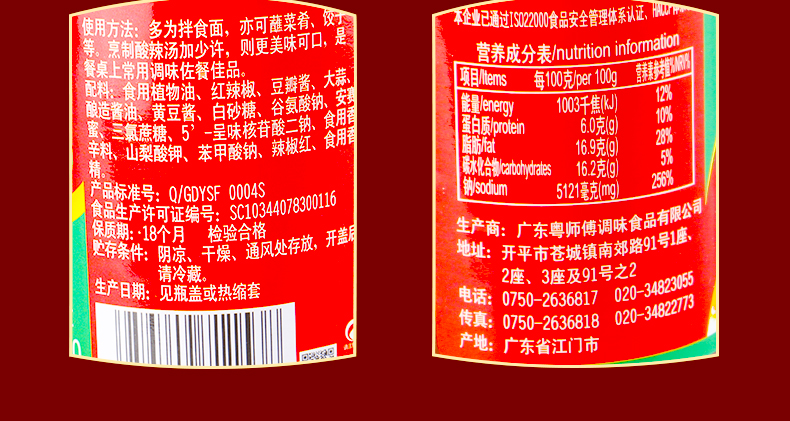 使用方法：多为拌食面，亦可蘸菜肴、饺子
等。烹制酸辣汤加少许，则更美味可口，是
餐桌上常用调味佐餐佳品。
配料：食用植物油、红辣椒、豆瓣酱、大蒜、
酿造酱油、黄豆酱、白砂糖、谷氨酸钠、安赛
蜜、三氯蔗糖、5’-呈味核苷酸二钠、食用香
辛料、山梨酸钾、苯甲酸钠、辣椒红、食用香
精。
产品标准号：Q/GDYSF 0004S
食品生产许可证编号：SC10344078300116
保质期：18个月 检验合格
贮存条件：阴凉、干燥、通风处存放，开盖后
请冷藏。
生产日期：见瓶盖或热缩套
本企业已通过ISO22000食品安全管理体系认证、HACCP
营养成分表/nutrition information
项目/Items 每100克/per 100g 营养素参考值%/NRV%
能量/energy 1003千焦(kJ) 12%
蛋白质/protein 6.0克(g) 10%
脂肪/fat 16.9克(g) 28%
碳水化合物/carbohydrates 16.2克(g) 5%
钠/sodium 5121毫克(mg) 256%
生产商：广东粤师傅调味食品有限公司
地址：开平市苍城镇南郊路91号1座、
2座、3座及91号之2
电话：0750-2636817 020-34823055
传真：0750-2636818 020-34822773
产地：广东省江门市